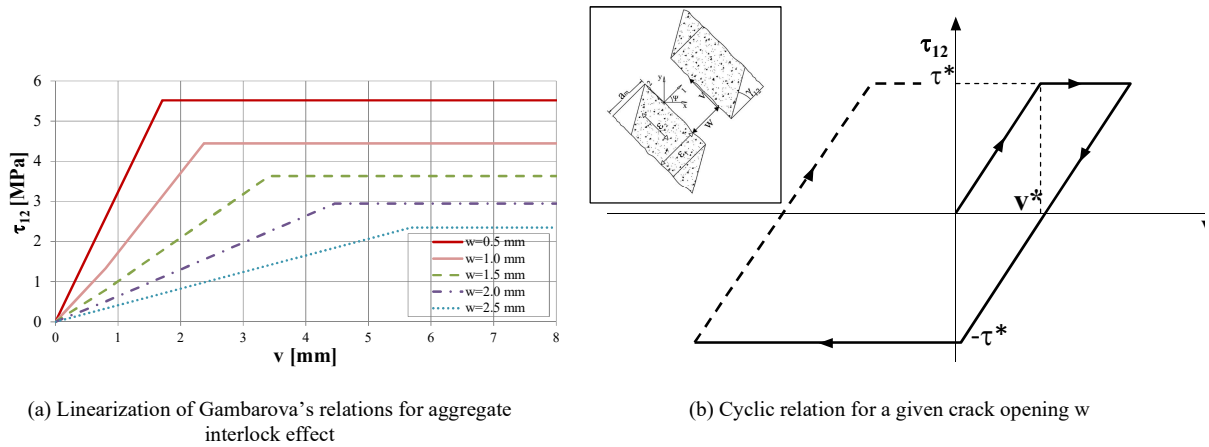 6
5
4
3
2
1
0
τ12 [MPa]
0 1 2 3 4 5 6 7 8
v [mm]
w=0.5 mm
w=1.0 mm
w=1.5 mm
w=2.0 mm
w=2.5 mm
(a) Linearization of Gambarova's relations for aggregate
interlock effect
τ12
τ*
v*
v
-τ*
w
v
(b) Cyclic relation for a given crack opening w